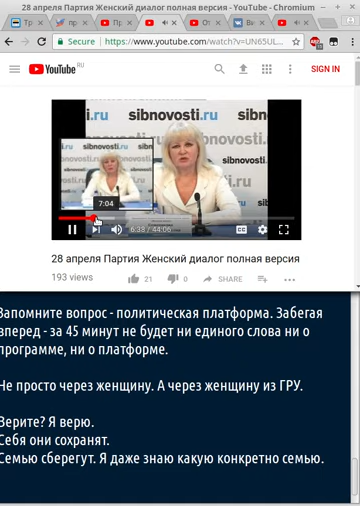 28 апреля Партия Женский диалог полная версия - YouTube - Chromium
Secure
https://www.youtube.com/watch?v=UN65UL...
YouTube RU
SIGN IN
sibnovosti.ru
sibnovosti.ru
7:04
6:38 / 44:06
28 апреля Партия Женский диалог полная версия
193 views
21
0
SHARE
Запомните вопрос - политическая платформа. Забегая
вперед - за 45 минут не будет ни единого слова ни о
программе, ни о платформе.
Не просто через женщину. А через женщину из ГРУ.
Верите? Я верю.
Себя они сохранят.
Семью сберегут. Я даже знаю какую конкретно семью.